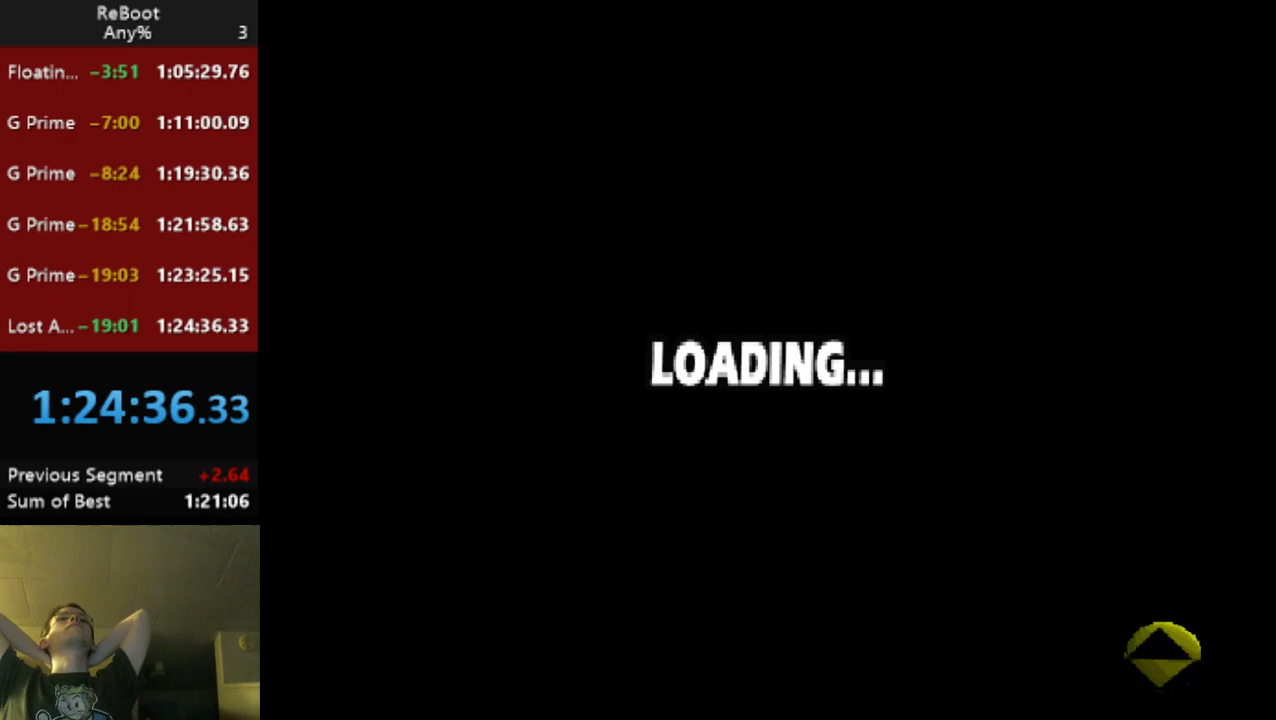 ReBoot
Any% 3
Floatin... -3:51 1:05:29.76
G Prime -7:00 1:11:00.09
G Prime -8:24 1:19:30.36
G Prime -18:54 1:21:58.63
G Prime -19:03 1:23:25.15
Lost A... -19:01 1:24:36.33
1:24:36.33
Previous Segment +2.64
Sum of Best 1:21:06
LOADING...